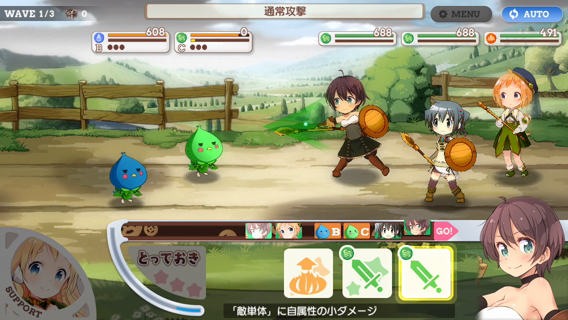 WAVE 1/3 0
通常攻撃
MENU
AUTO
608
B
0
C
688
688
491
B C GO!
とっておき
SUPPORT
「敵単体」に自属性の小ダメージ